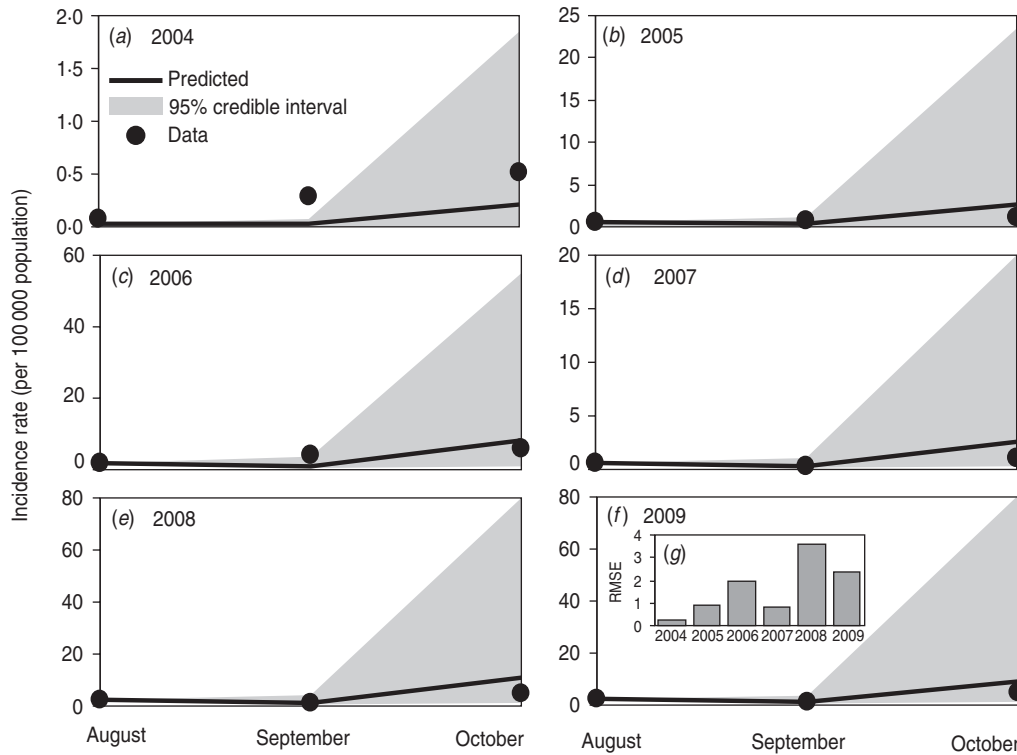 Incidence rate (per 100 000 population)
(a) 2004
2·0
1·5
1·0
0·5
0·0
Predicted
95% credible interval
Data
(b) 2005
25
20
15
10
5
0
(c) 2006
60
40
20
0
(d) 2007
20
15
10
5
0
(e) 2008
80
60
40
20
0
August September October
(f) 2009
80
60
40
20
0
(g)
RMSE
4
3
2
1
0
2004 2005 2006 2007 2008 2009
August September October